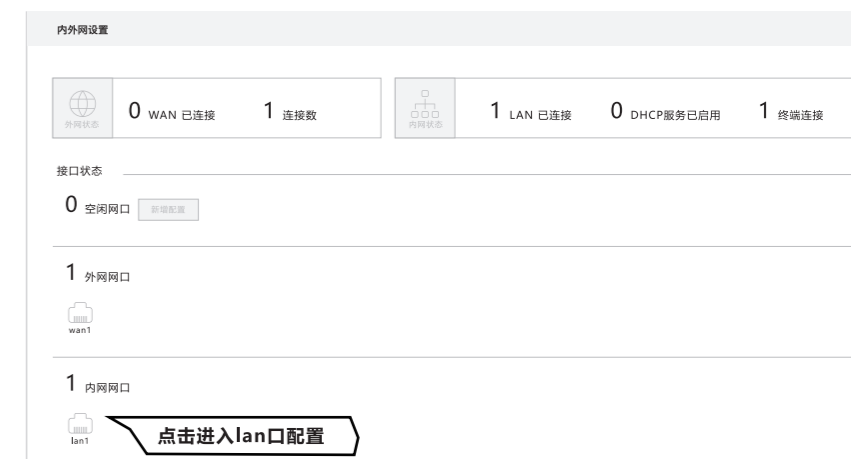 内外网设置
外网状态
0 WAN 已连接 1 连接数
内网状态
1 LAN 已连接 0 DHCP服务已启用 1 终端连接
接口状态
0 空闲网口 新增配置
1 外网网口
wan1
1 内网网口
lan1
点击进入lan口配置